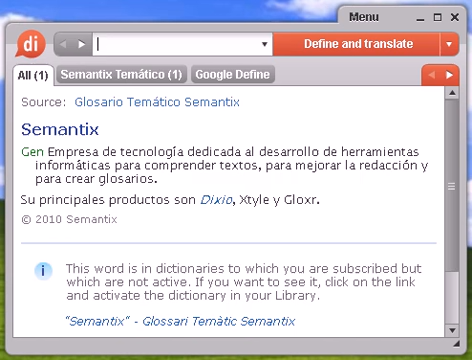 Menu
di
Define and translate
All (1)
Semantix Temático (1)
Google Define
Source: Glosario Temático Semantix
Semantix
Gen Empresa de tecnología dedicada al desarrollo de herramientas
informáticas para comprender textos, para mejorar la redacción y
para crear glosarios.
Su principales productos son Dixio, Xtyle y Gloxr.
© 2010 Semantix
i
This word is in dictionaries to which you are subscribed but
which are not active. If you want to see it, click on the link
and activate the dictionary in your Library.
"Semantix" - Glossari Temàtic Semantix